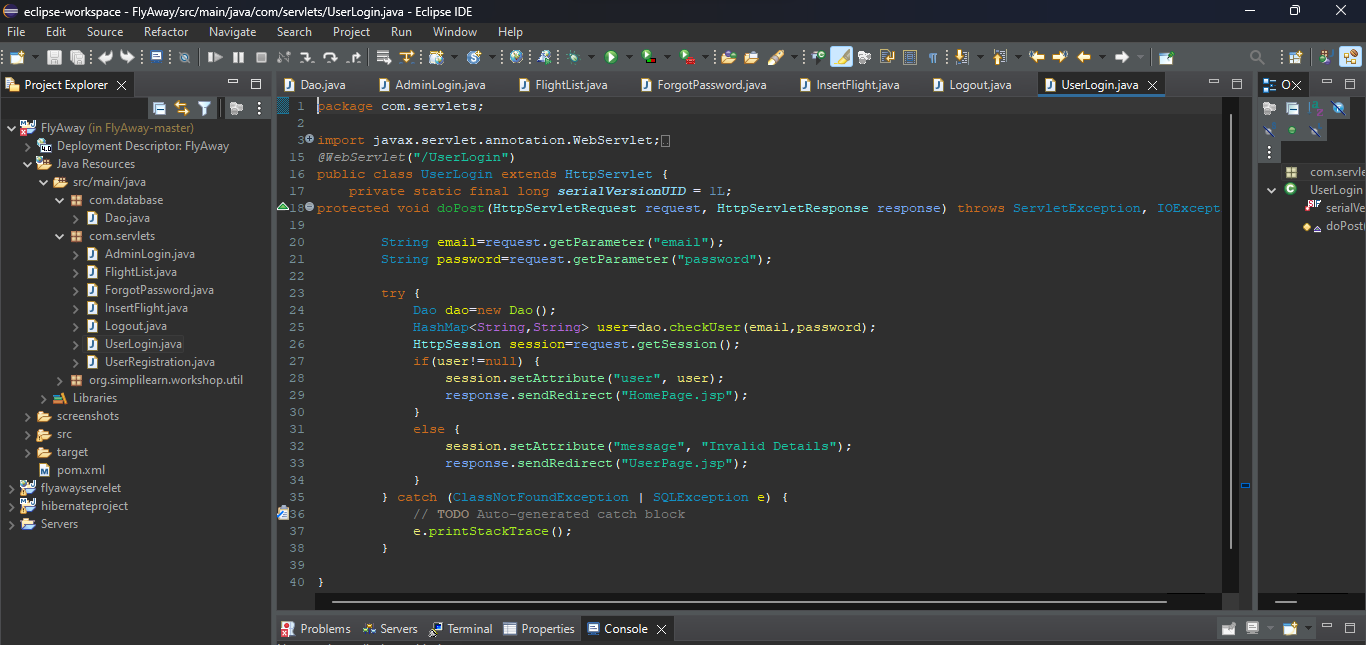 eclipse-workspace - FlyAway/src/main/java/com/servlets/UserLogin.java - Eclipse IDE
File Edit Source Refactor Navigate Search Project Run Window Help
Project Explorer
FlyAway (in FlyAway-master)
Deployment Descriptor: FlyAway
Java Resources
src/main/java
com.database
Dao.java
com.servlets
AdminLogin.java
FlightList.java
ForgotPassword.java
InsertFlight.java
Logout.java
UserLogin.java
UserRegistration.java
org.simplilearn.workshop.util
Libraries
screenshots
src
target
pom.xml
flyawayservelet
hibernateproject
Servers
Dao.java AdminLogin.java FlightList.java ForgotPassword.java InsertFlight.java Logout.java UserLogin.java
1 package com.servlets;
2
3 import javax.servlet.annotation.WebServlet;
15 @WebServlet("/UserLogin")
16 public class UserLogin extends HttpServlet {
17 private static final long serialVersionUID = 1L;
18 protected void doPost(HttpServletRequest request, HttpServletResponse response) throws ServletException, IOExcept
19
20 String email=request.getParameter("email");
21 String password=request.getParameter("password");
22
23 try {
24 Dao dao=new Dao();
25 HashMap<String,String> user=dao.checkUser(email,password);
26 HttpSession session=request.getSession();
27 if(user!=null) {
28 session.setAttribute("user", user);
29 response.sendRedirect("HomePage.jsp");
30 }
31 else {
32 session.setAttribute("message", "Invalid Details");
33 response.sendRedirect("UserPage.jsp");
34 }
35 } catch (ClassNotFoundException | SQLException e) {
36 // TODO Auto-generated catch block
37 e.printStackTrace();
38 }
39
40 }
O
com.servle
UserLogin
serialVe
doPost(
Problems Servers Terminal Properties Console